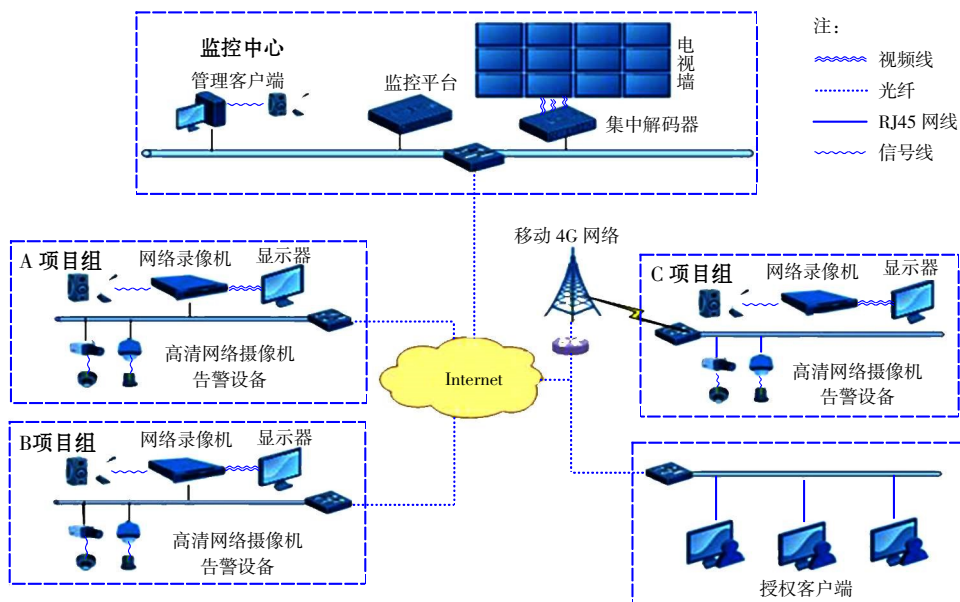 监控中心
管理客户端
监控平台
电视墙
集中解码器
注：
视频线
光纤
RJ45 网线
信号线
A 项目组
网络录像机
显示器
高清网络摄像机
告警设备
移动 4G 网络
C 项目组
网络录像机
显示器
高清网络摄像机
告警设备
Internet
B项目组
网络录像机
显示器
高清网络摄像机
告警设备
授权客户端